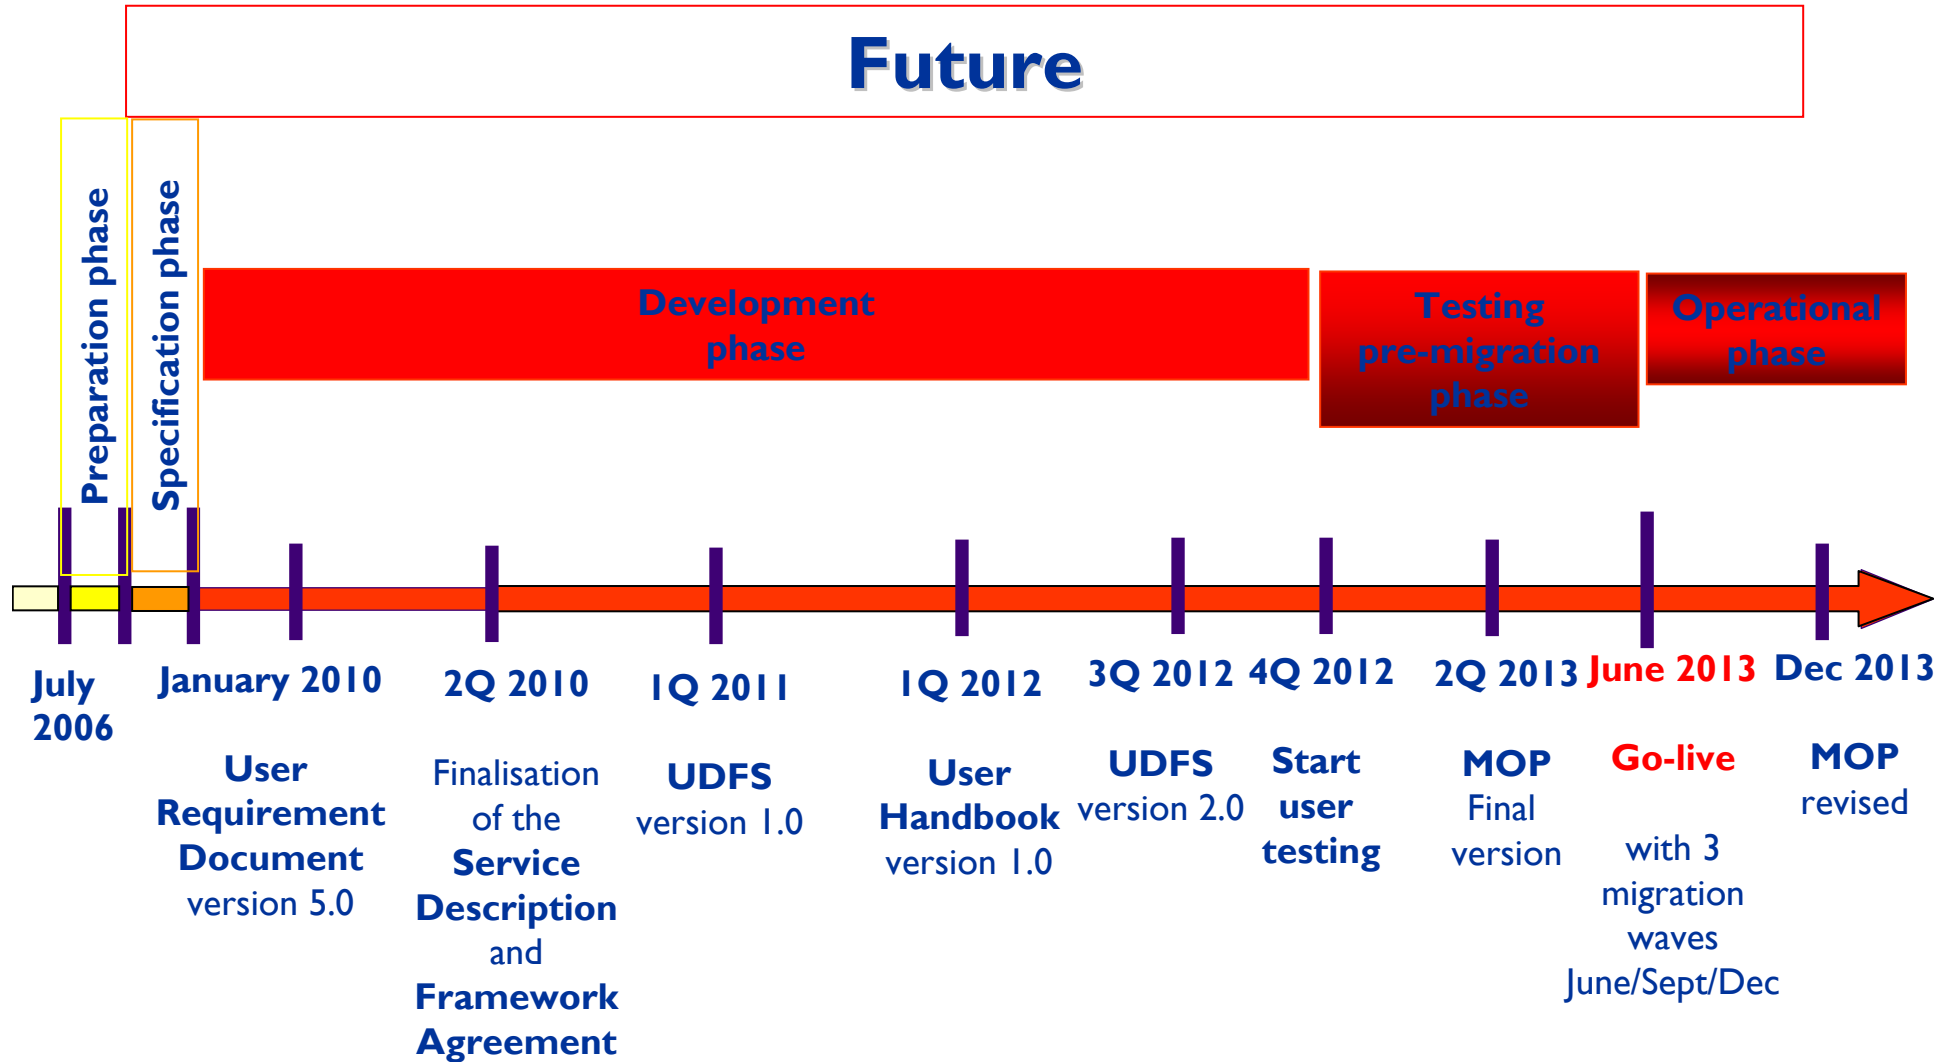 Future
Preparation phase
Specification phase
Development
phase
Testing
pre-migration
phase
Operational
phase
July
2006
January 2010
User
Requirement
Document
version 5.0
2Q 2010
Finalisation
of the
Service
Description
and
Framework
Agreement
1Q 2011
UDFS
version 1.0
1Q 2012
User
Handbook
version 1.0
3Q 2012
UDFS
version 2.0
4Q 2012
Start
user
testing
2Q 2013
MOP
Final
version
June 2013
Go-live
with 3
migration
waves
June/Sept/Dec
Dec 2013
MOP
revised